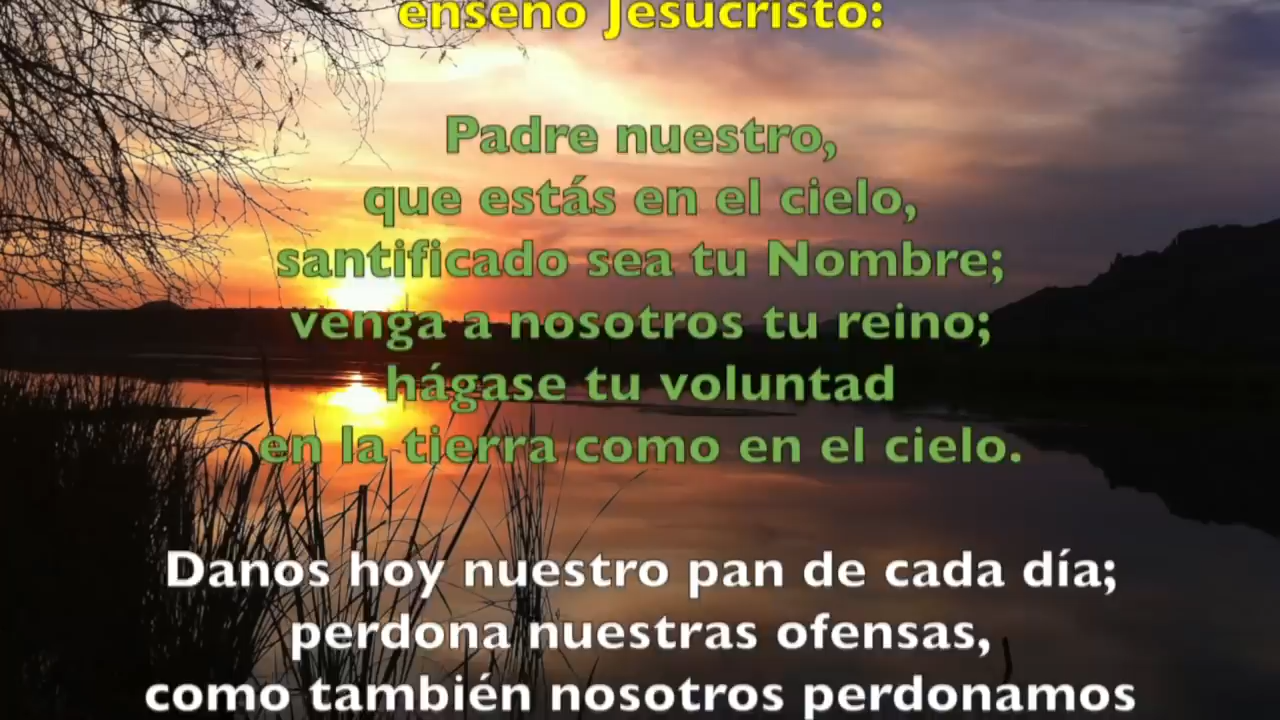 enseñó Jesucristo:
Padre nuestro,
que estás en el cielo,
santificado sea tu Nombre;
venga a nosotros tu reino;
hágase tu voluntad
en la tierra como en el cielo.
Danos hoy nuestro pan de cada día;
perdona nuestras ofensas,
como también nosotros perdonamos